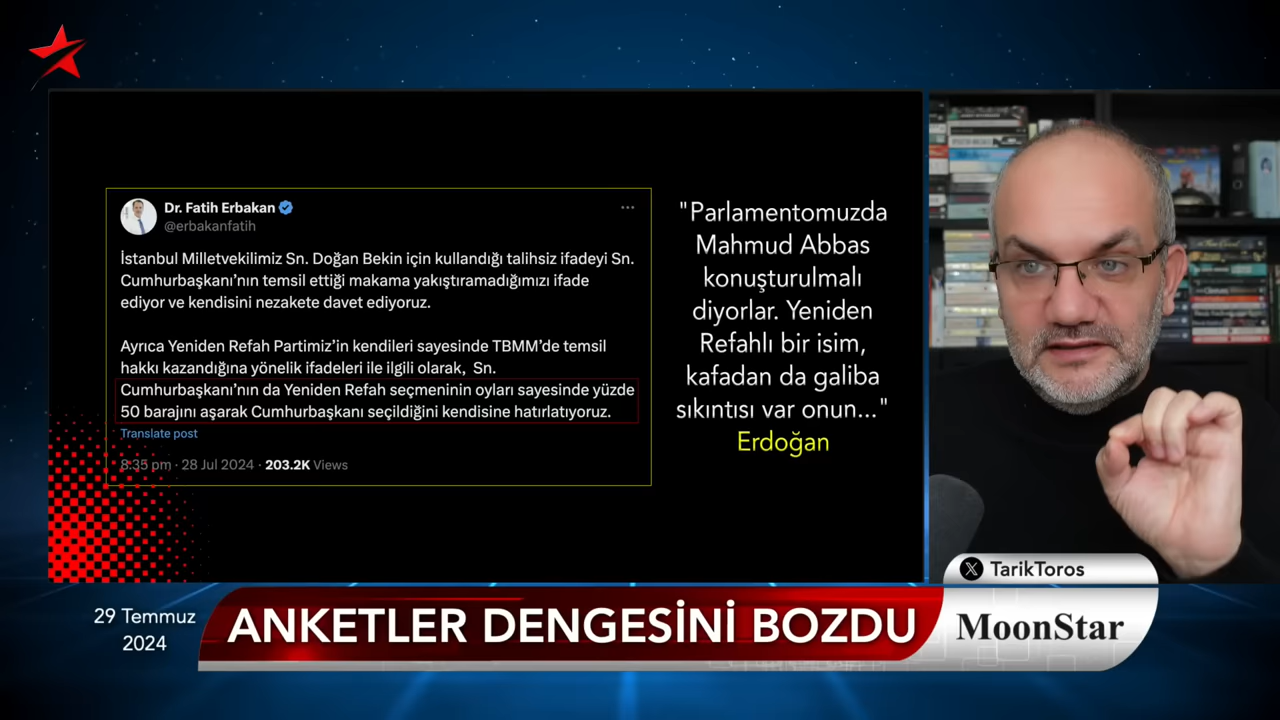 Dr. Fatih Erbakan
@erbakanfatih
İstanbul Milletvekilimiz Sn. Doğan Bekin için kullandığı talihsiz ifadeyi Sn.
Cumhurbaşkanı’nın temsil ettiği makama yakıştıramadığımızı ifade
ediyor ve kendisini nezakete davet ediyoruz.
Ayrıca Yeniden Refah Partimiz’in kendileri sayesinde TBMM’de temsil
hakkı kazandığına yönelik ifadeleri ile ilgili olarak, Sn.
Cumhurbaşkanı’nın da Yeniden Refah seçmeninin oyları sayesinde yüzde
50 barajını aşarak Cumhurbaşkanı seçildiğini kendisine hatırlatıyoruz.
Translate post
8:35 pm · 28 Jul 2024 · 203.2K Views
"Parlamentomuzda
Mahmud Abbas
konuşturulmalı
diyorlar. Yeniden
Refahlı bir isim,
kafadan da galiba
sıkıntısı var onun..."
Erdoğan
TarikToros
29 Temmuz
2024
ANKETLER DENGESİNİ BOZDU
MoonStar